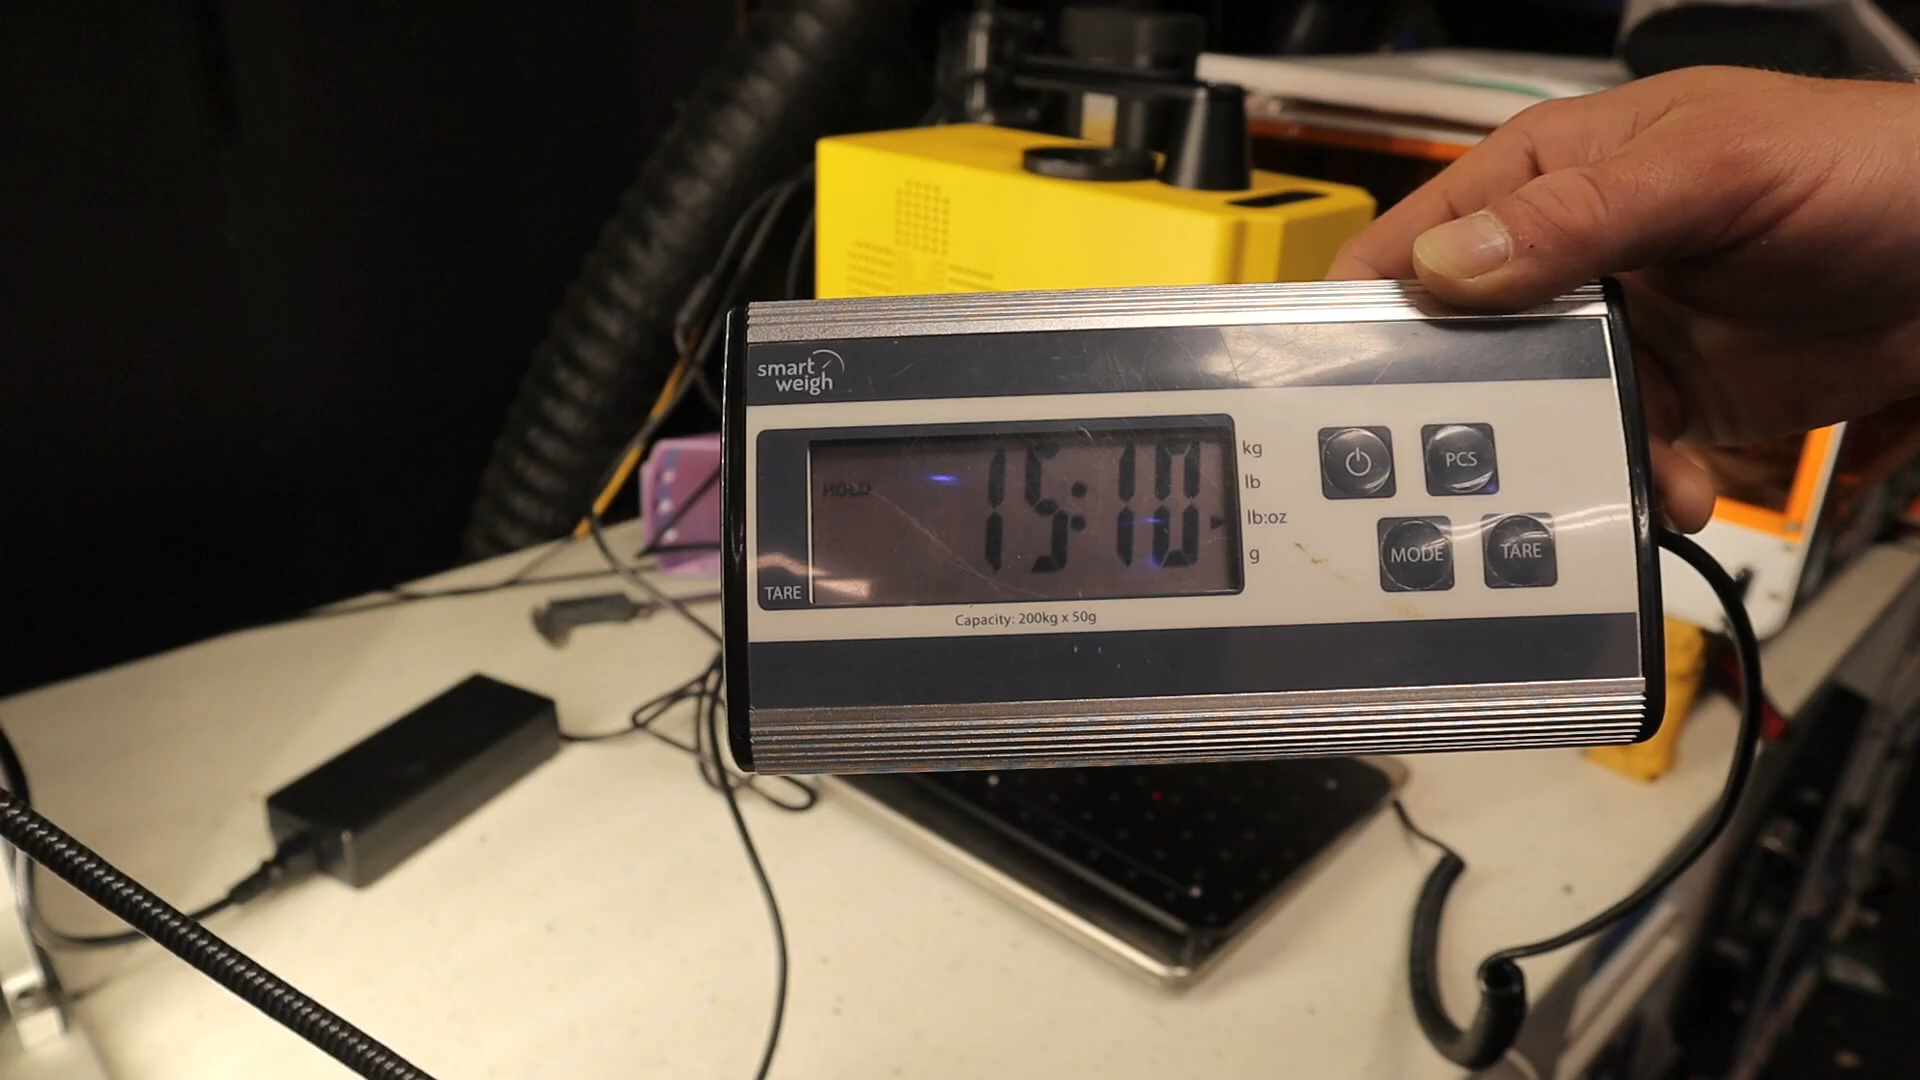 smart
weigh
HOLD
15:10
kg
lb
lb:oz
g
PCS
MODE
TARE
TARE
Capacity: 200kg x 50g